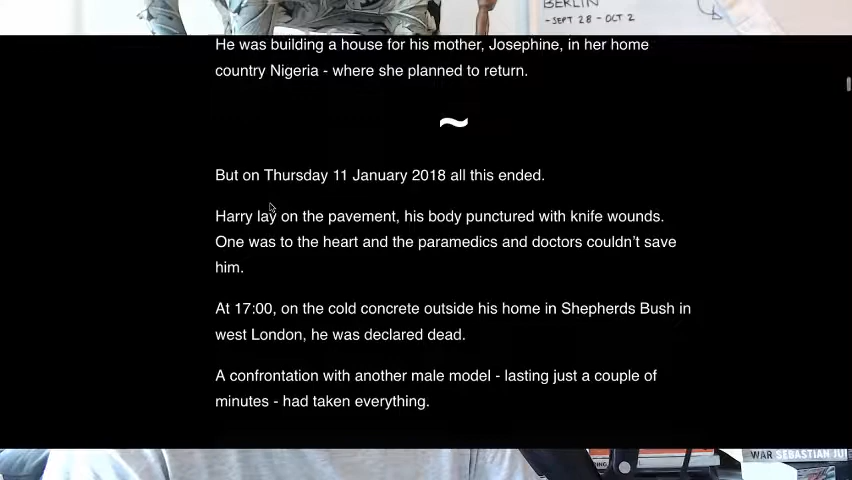 BERLIN
-SEPT 28 - OCT 2
He was building a house for his mother, Josephine, in her home
country Nigeria - where she planned to return.
~
But on Thursday 11 January 2018 all this ended.
Harry lay on the pavement, his body punctured with knife wounds.
One was to the heart and the paramedics and doctors couldn’t save
him.
At 17:00, on the cold concrete outside his home in Shepherds Bush in
west London, he was declared dead.
A confrontation with another male model - lasting just a couple of
minutes - had taken everything.
WAR SEBASTIAN JU